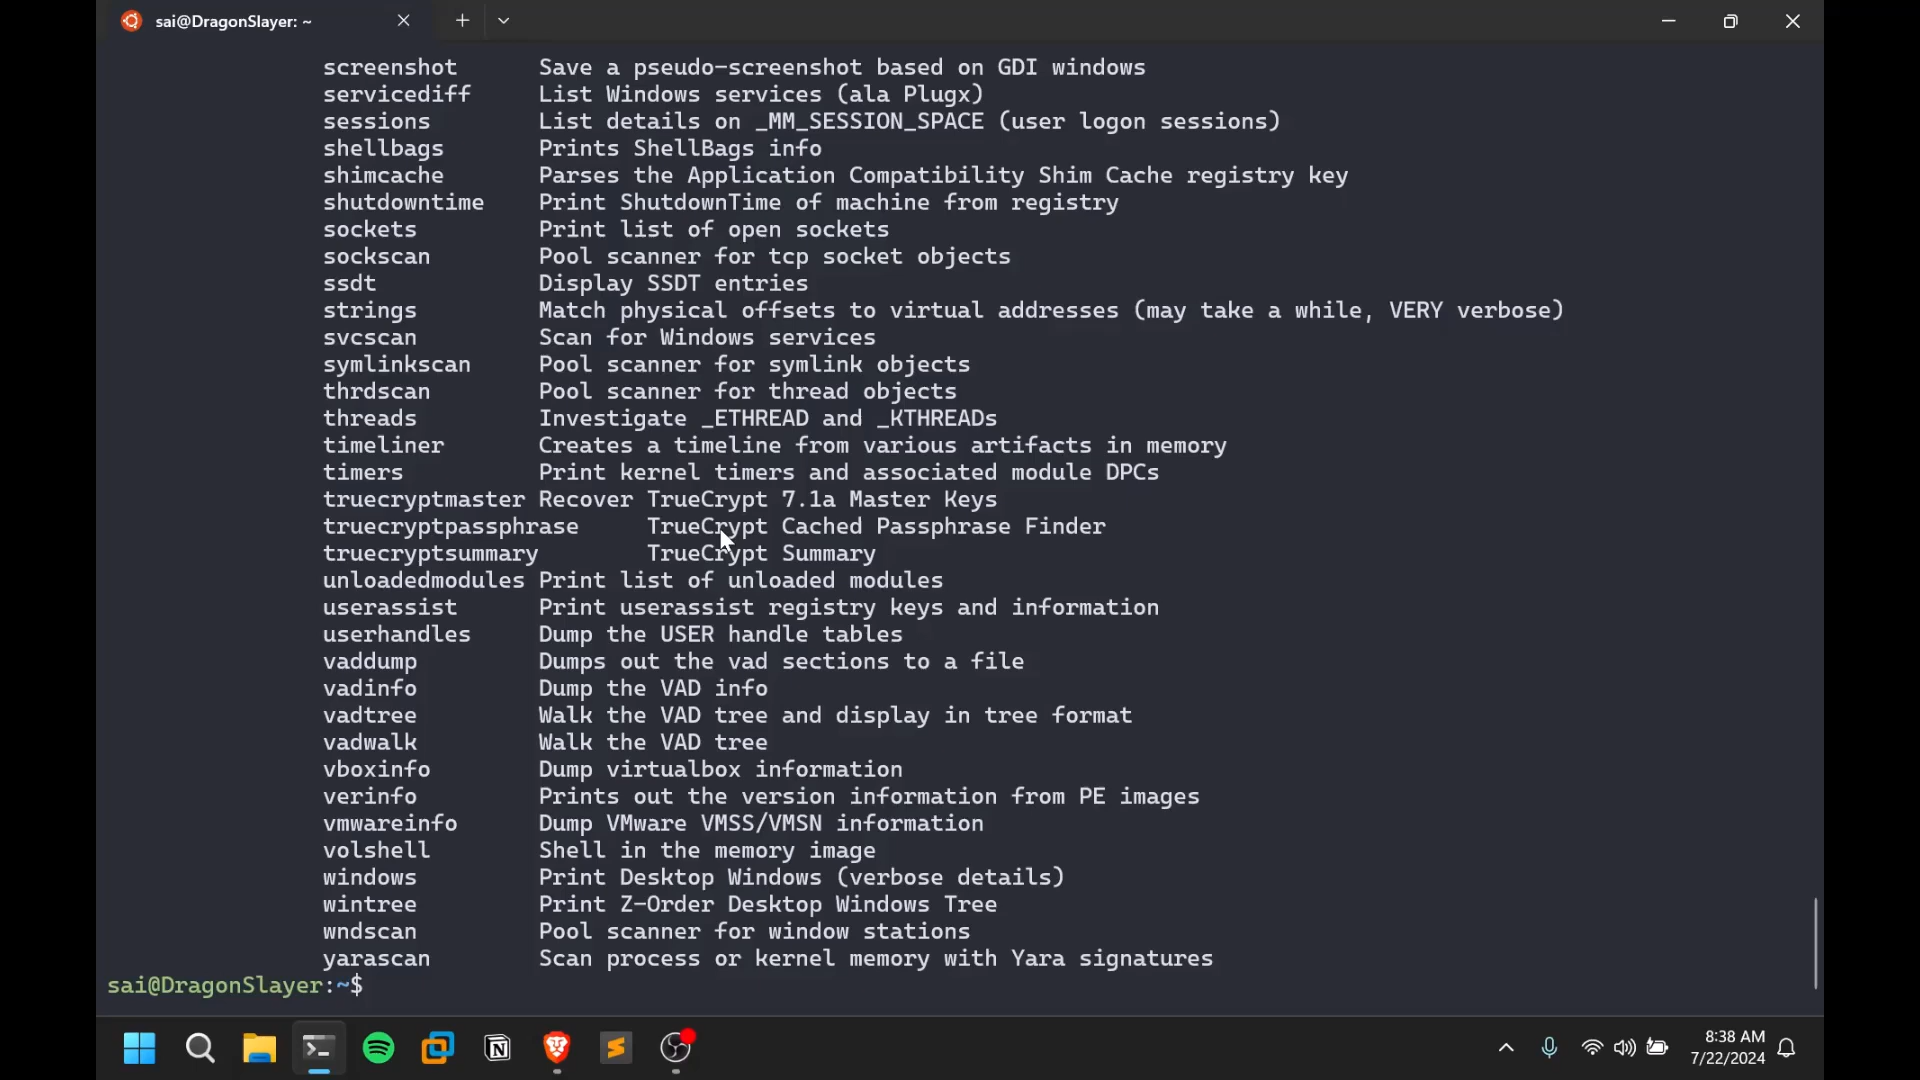 sai@DragonSlayer: ~
screenshot Save a pseudo-screenshot based on GDI windows
servicediff List Windows services (ala Plugx)
sessions List details on _MM_SESSION_SPACE (user logon sessions)
shellbags Prints ShellBags info
shimcache Parses the Application Compatibility Shim Cache registry key
shutdowntime Print ShutdownTime of machine from registry
sockets Print list of open sockets
sockscan Pool scanner for tcp socket objects
ssdt Display SSDT entries
strings Match physical offsets to virtual addresses (may take a while, VERY verbose)
svcscan Scan for Windows services
symlinkscan Pool scanner for symlink objects
thrdscan Pool scanner for thread objects
threads Investigate _ETHREAD and _KTHREADs
timeliner Creates a timeline from various artifacts in memory
timers Print kernel timers and associated module DPCs
truecryptmaster Recover TrueCrypt 7.1a Master Keys
truecryptpassphrase TrueCrypt Cached Passphrase Finder
truecryptsummary TrueCrypt Summary
unloadedmodules Print list of unloaded modules
userassist Print userassist registry keys and information
userhandles Dump the USER handle tables
vaddump Dumps out the vad sections to a file
vadinfo Dump the VAD info
vadtree Walk the VAD tree and display in tree format
vadwalk Walk the VAD tree
vboxinfo Dump virtualbox information
verinfo Prints out the version information from PE images
vmwareinfo Dump VMware VMSS/VMSN information
volshell Shell in the memory image
windows Print Desktop Windows (verbose details)
wintree Print Z-Order Desktop Windows Tree
wndscan Pool scanner for window stations
yarascan Scan process or kernel memory with Yara signatures
sai@DragonSlayer:~$
8:38 AM
7/22/2024